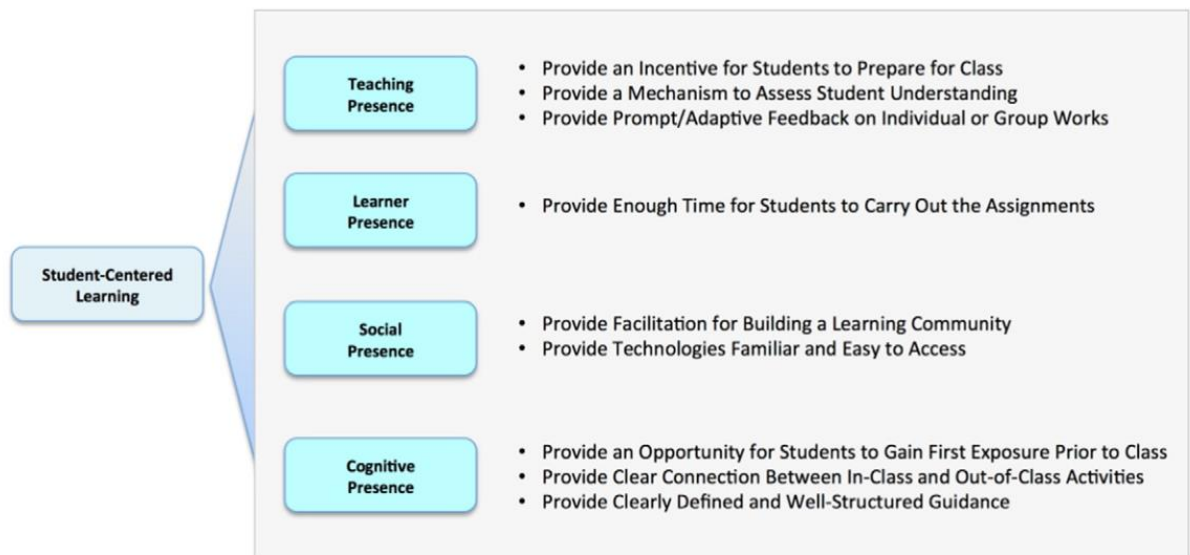 Student-Centered
Learning
Teaching
Presence
• Provide an Incentive for Students to Prepare for Class
• Provide a Mechanism to Assess Student Understanding
• Provide Prompt/Adaptive Feedback on Individual or Group Works
Learner
Presence
• Provide Enough Time for Students to Carry Out the Assignments
Social
Presence
• Provide Facilitation for Building a Learning Community
• Provide Technologies Familiar and Easy to Access
Cognitive
Presence
• Provide an Opportunity for Students to Gain First Exposure Prior to Class
• Provide Clear Connection Between In-Class and Out-of-Class Activities
• Provide Clearly Defined and Well-Structured Guidance